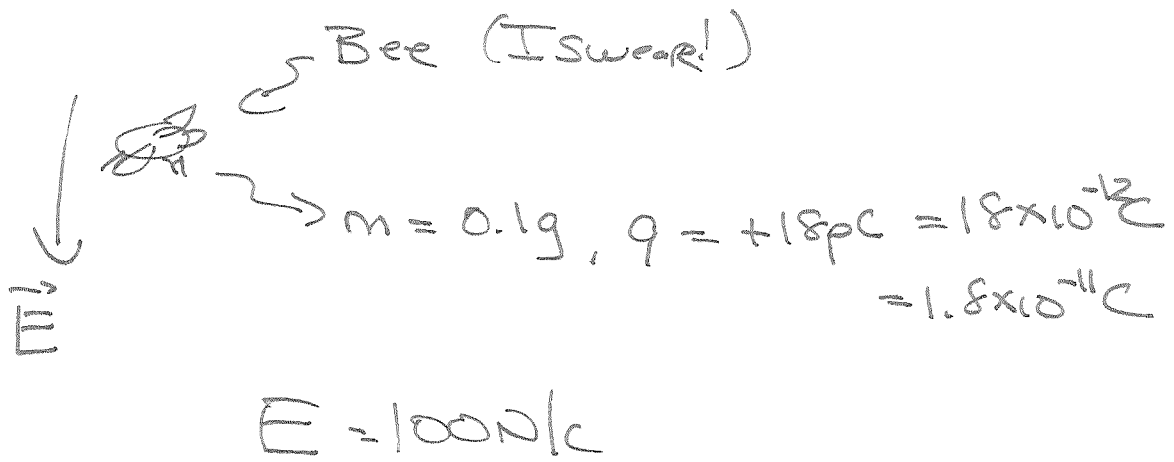 Bee (I swear!)
m = 0.1g, q = +18pC = 18×10⁻¹²C
= 1.8×10⁻¹¹C
E⃗
E = 100N/C